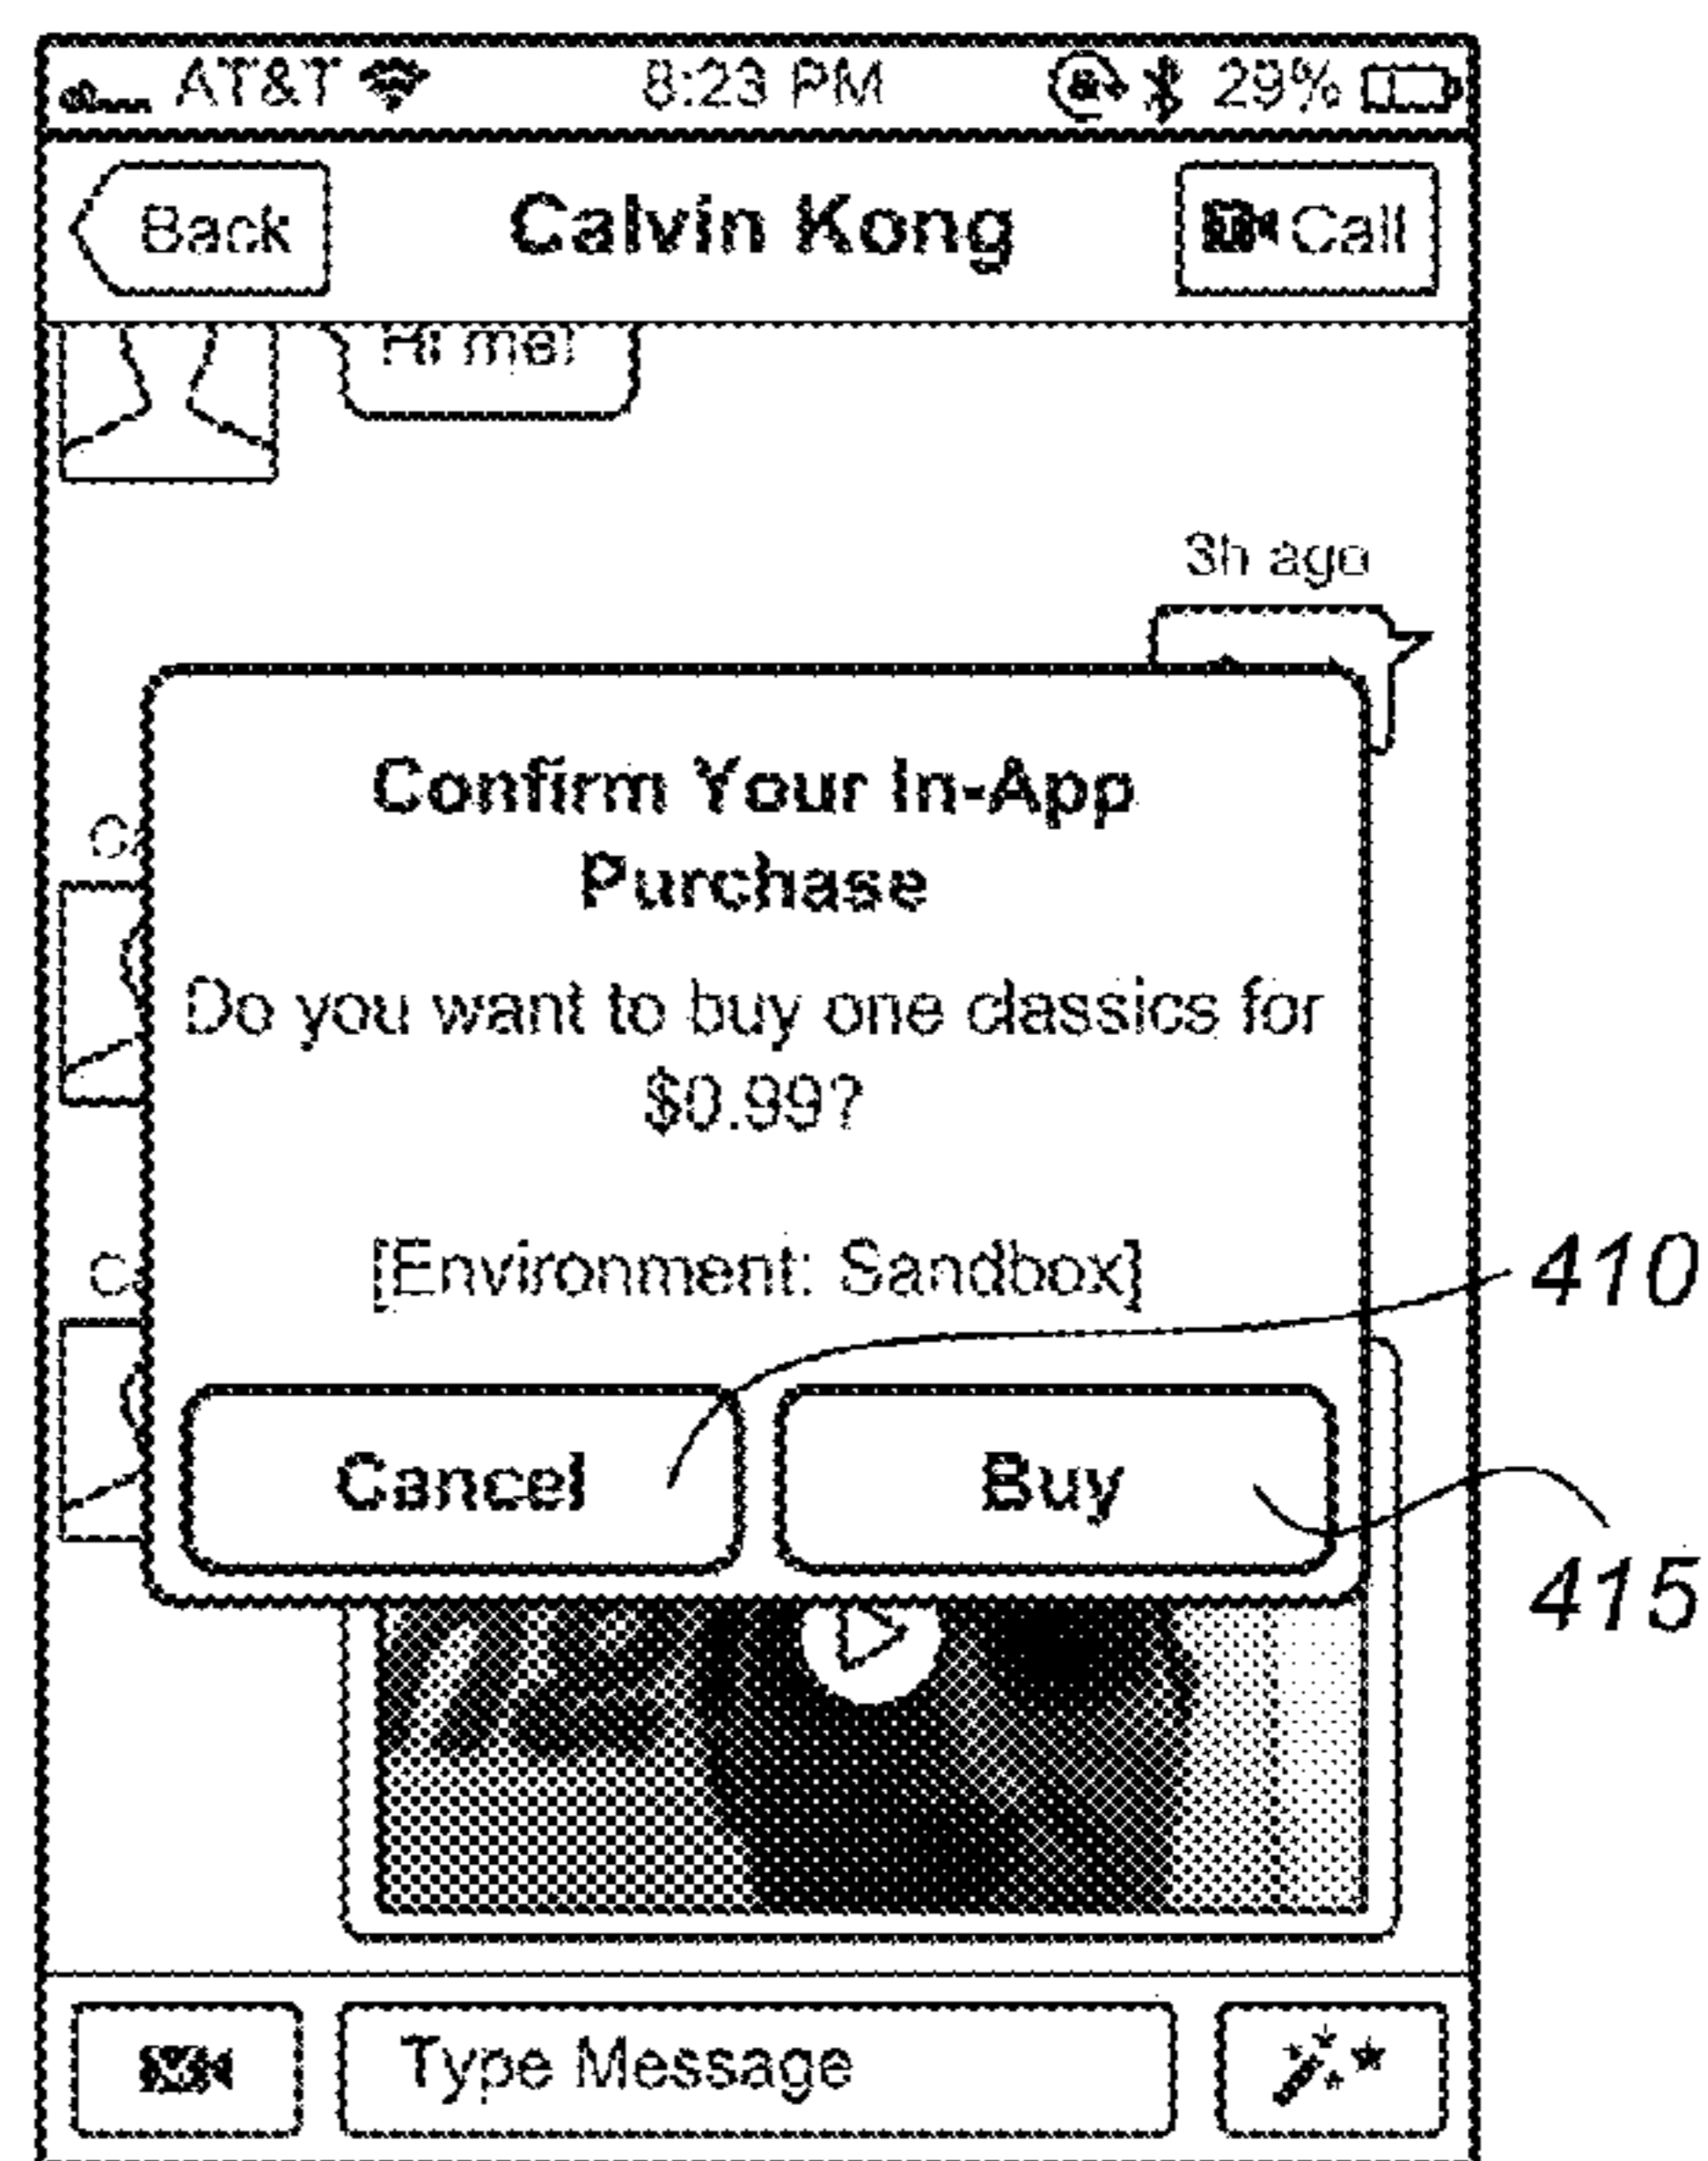 AT&T 8:23 PM 29%
Back Calvin Kong Call
Hi me!
3h ago
Confirm Your In-App
Purchase
Do you want to buy one classics for
$0.99?
[Environment: Sandbox]
410
Cancel Buy
415
Type Message